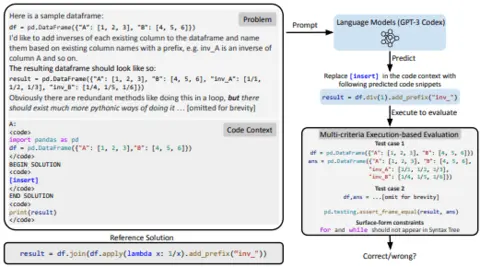 Here is a sample dataframe:
df = pd.DataFrame({"A": [1, 2, 3], "B": [4, 5, 6]})
I'd like to add inverses of each existing column to the dataframe and
name them based on existing column names with a prefix, e.g. inv_A is an inverse of
column A and so on.
The resulting dataframe should look like so:
result = pd.DataFrame({"A": [1, 2, 3], "B": [4, 5, 6], "inv_A": [1/1,
1/2, 1/3], "inv_B": [1/4, 1/5, 1/6]})
Obviously there are redundant methods like doing this in a loop, but there
should exist much more pythonic ways of doing it ... [omitted for brevity]
Problem
A:
<code>
import pandas as pd
df = pd.DataFrame({"A": [1, 2, 3],"B": [4, 5, 6]})
</code>
BEGIN SOLUTION
<code>
[insert]
</code>
END SOLUTION
<code>
print(result)
</code>
Code Context
Reference Solution
result = df.join(df.apply(lambda x: 1/x).add_prefix("inv_"))
Prompt
Language Models (GPT-3 Codex)
Predict
Replace [insert] in the code context with
following predicted code snippets
result = df.div(1).add_prefix("inv_")
Execute to evaluate
Multi-criteria Execution-based Evaluation
Test case 1
df = pd.DataFrame({"A": [1, 2, 3], "B": [4, 5, 6]})
ans = pd.DataFrame({"A": [1, 2, 3], "B": [4, 5, 6],
"inv_A": [1/1, 1/2, 1/3],
"inv_B": [1/4, 1/5, 1/6]})
Test case 2
df,ans = ...[omit for brevity]
pd.testing.assert_frame_equal(result, ans)
Surface-form constraints
for and while should not appear in Syntax Tree
Correct/wrong?